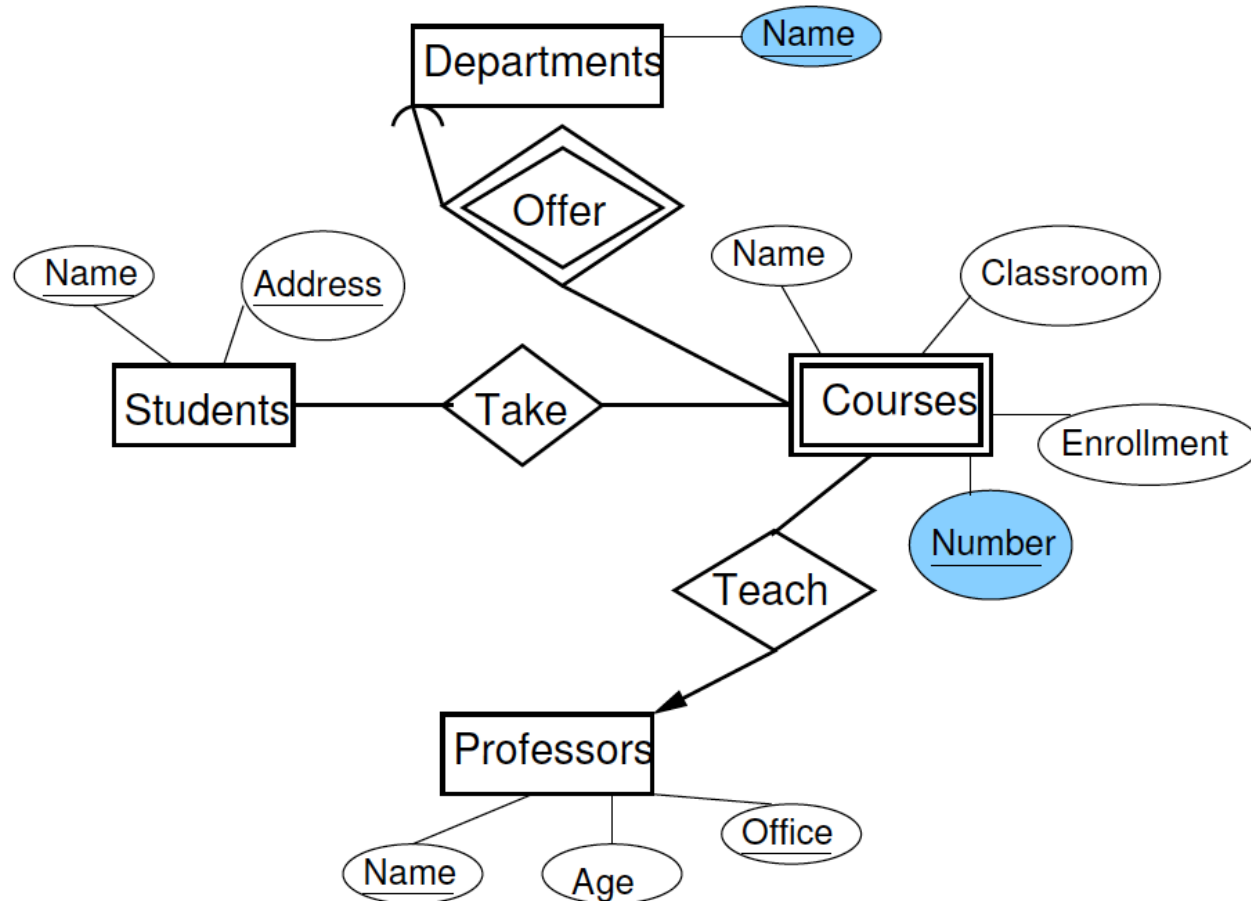 Name
Departments
Offer
Name
Address
Name
Classroom
Students
Take
Courses
Enrollment
Number
Teach
Professors
Name
Age
Office